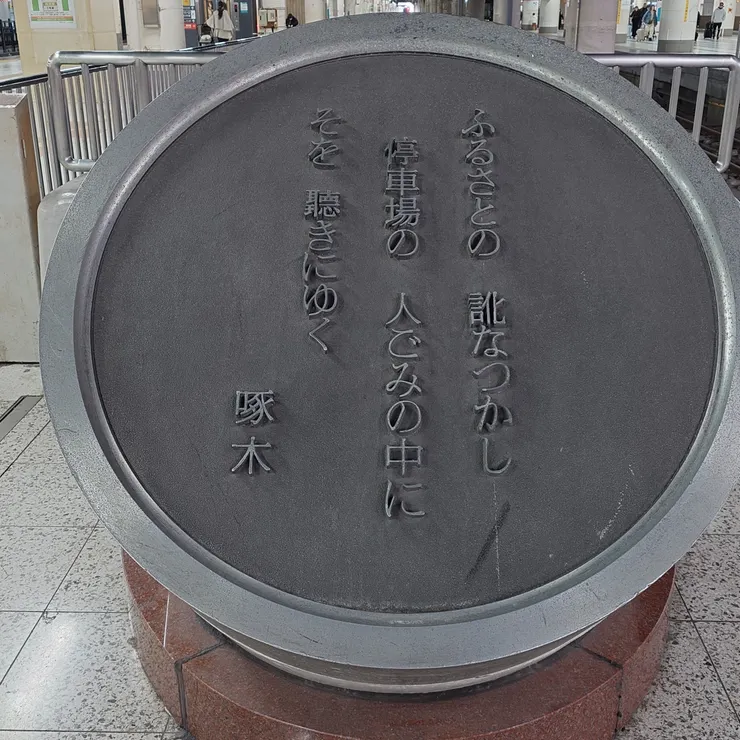 ふるさとの 訛なつかし
停車場の 人ごみの中に
そを 聴きにゆく
啄木